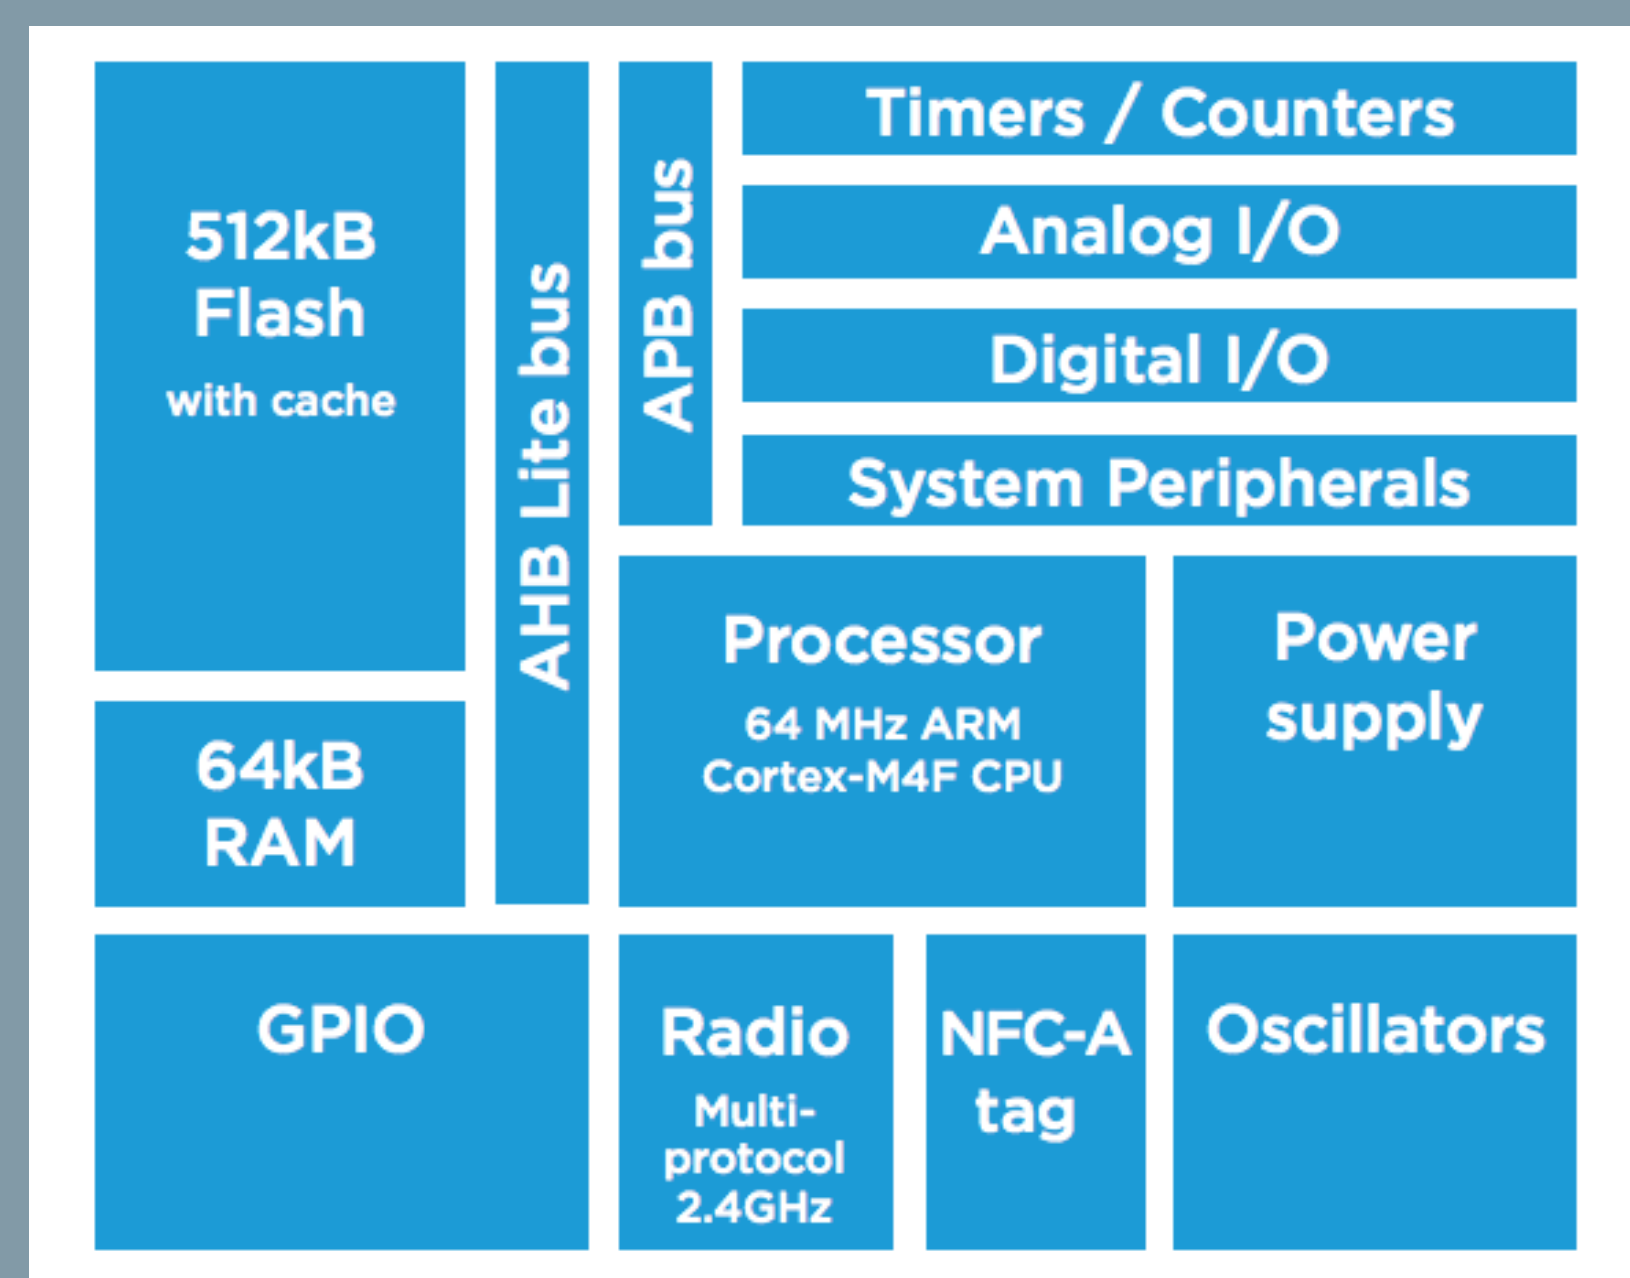 512kB
Flash
with cache
64kB
RAM
AHB Lite bus
APB bus
Timers / Counters
Analog I/O
Digital I/O
System Peripherals
Processor
64 MHz ARM
Cortex-M4F CPU
Power
supply
GPIO
Radio
Multi-
protocol
2.4GHz
NFC-A
tag
Oscillators